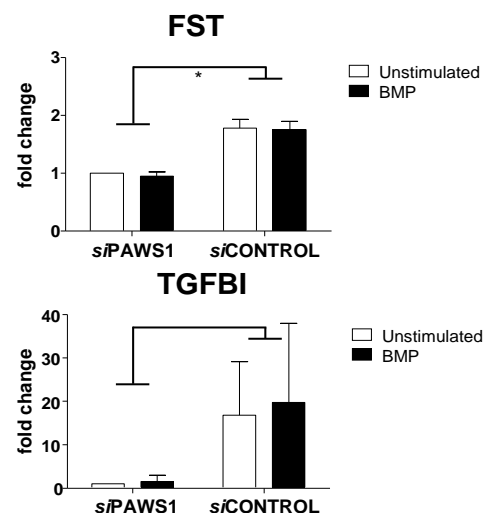 FST
3
2
1
0
fold change
*
Unstimulated
BMP
siPAWS1 siCONTROL
TGFBI
40
30
20
10
0
fold change
Unstimulated
BMP
siPAWS1 siCONTROL